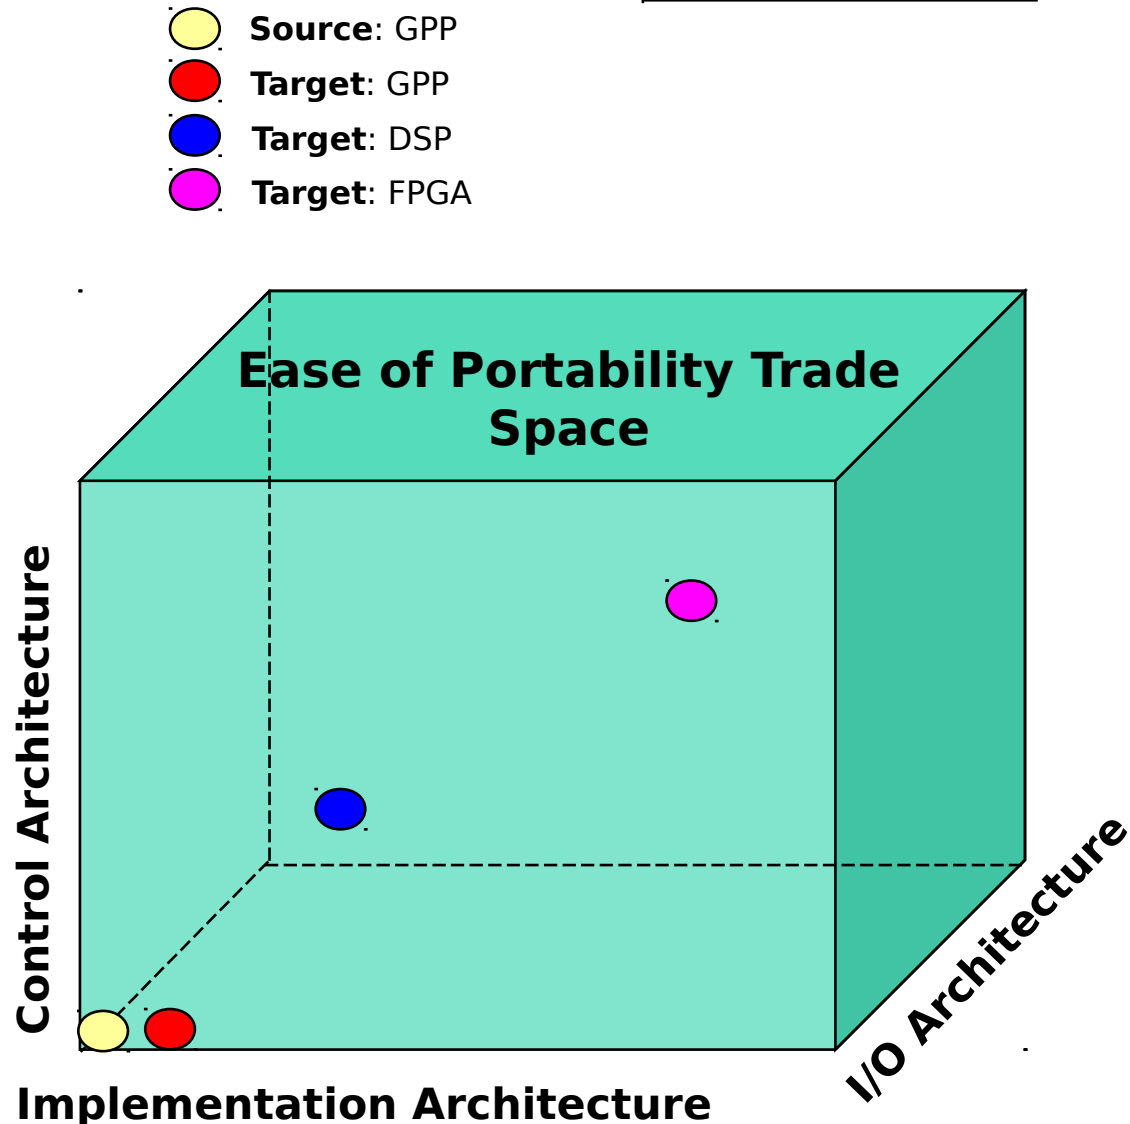 Source: GPP
Target: GPP
Target: DSP
Target: FPGA
Ease of Portability Trade
Space
Control Architecture
I/O Architecture
Implementation Architecture